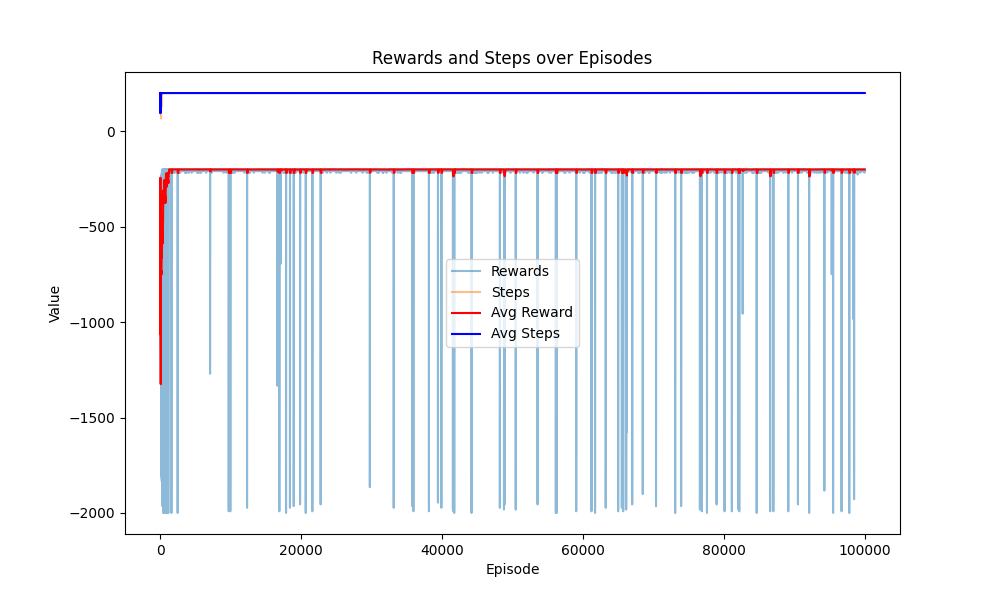 Rewards and Steps over Episodes
Value
0
−500
−1000
−1500
−2000
Rewards
Steps
Avg Reward
Avg Steps
0
20000
40000
60000
80000
100000
Episode